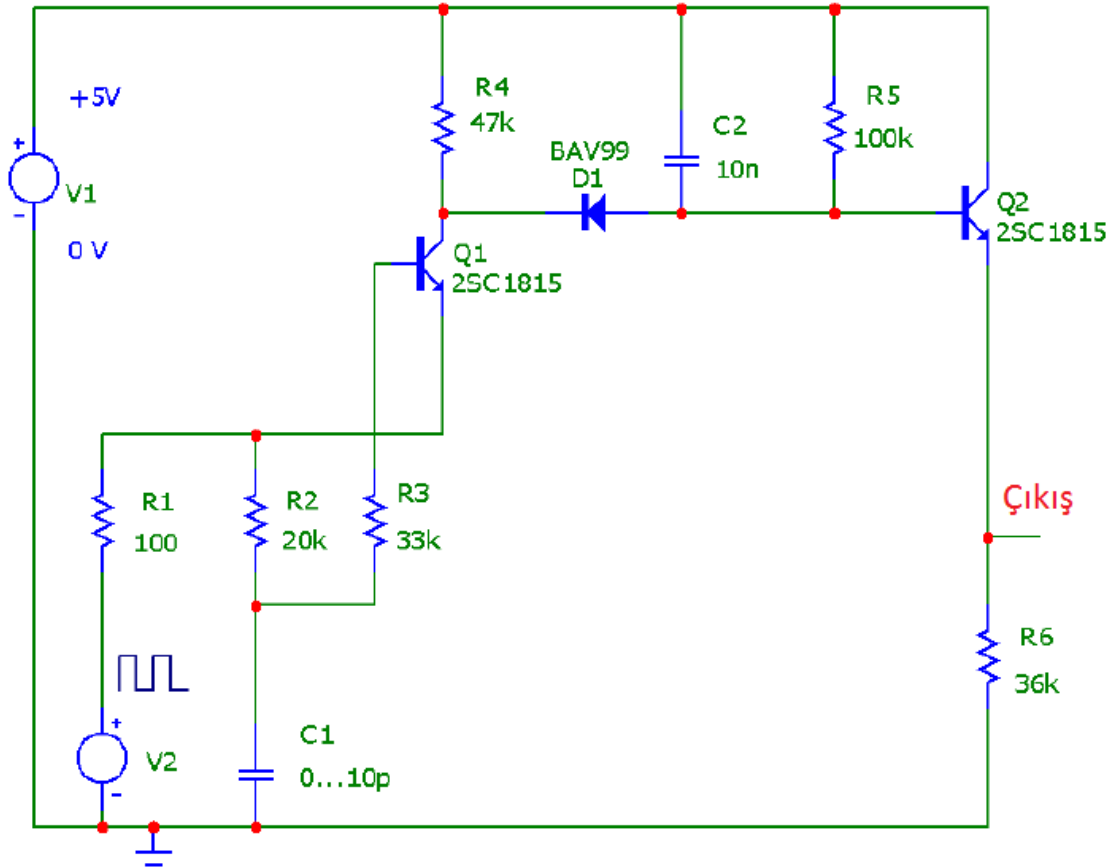 +5V
+
V1
-
0 V
R4
47k
BAV99
D1
C2
10n
R5
100k
Q2
2SC1815
Q1
2SC1815
R1
100
R2
20k
R3
33k
Çıkış
R6
36k
+
V2
-
C1
0...10p